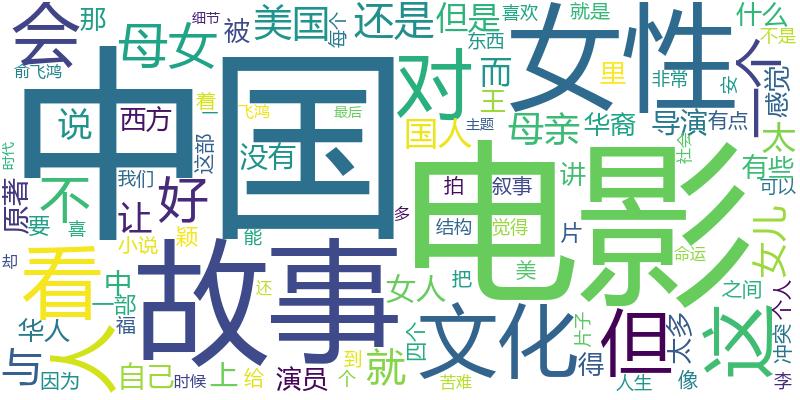 会
那
细节
被
美国
每个
还是
但是
喜欢
就是
什么
母女
俞飞鸿
东西
女性
一个
不是
感觉
中国
对
而
里
非常
安
王
着
一
飞鸿
最后
说
西方
国人
主题
母亲
华裔
导演
有点
太
社会
时代
这部
没有
电影
有些
不
我们
好
拍
叙事
讲
可以
原著
让
要
喜
多
结构
觉得
片
女儿
小说
颖
能
却
看
故事
美
命运
中
还
女人
把
之间
个人
一部
华人
福
文化
但
太多
这
冲突
四个
片子
与
人
因为
自己
时候
上
给
演员
到
个
就
苦难
得
人生
像
李